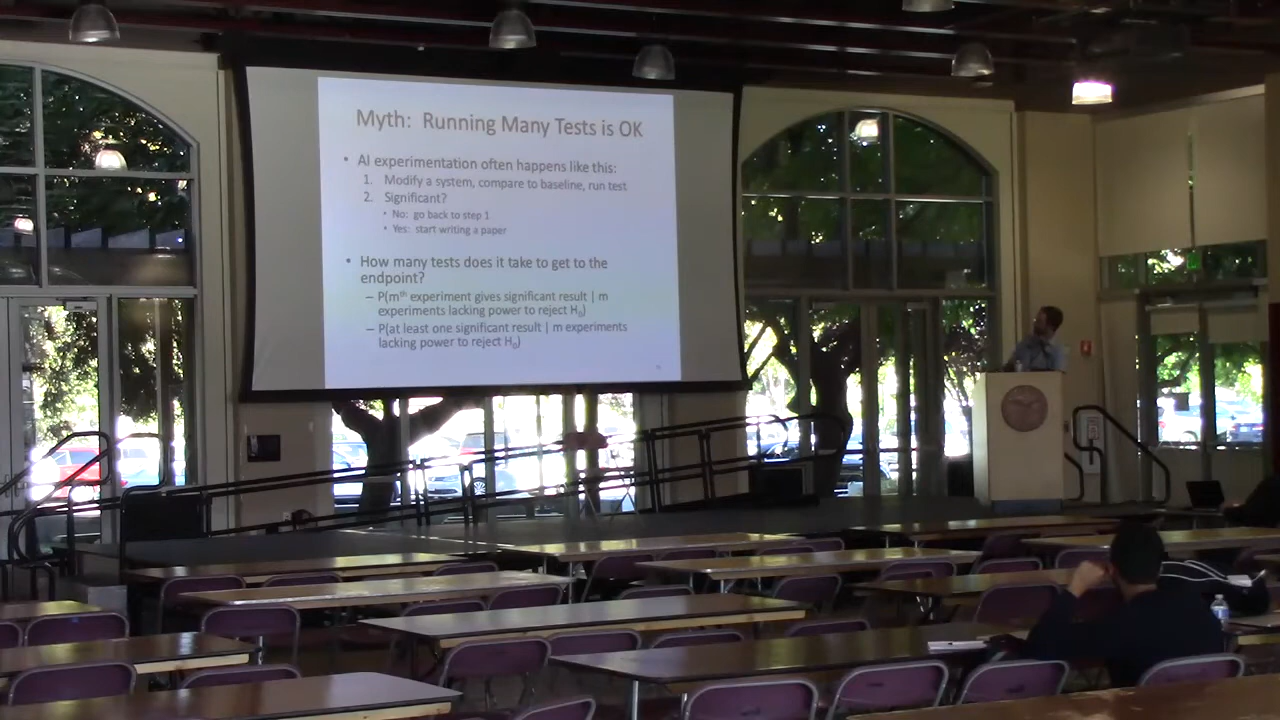 Myth: Running Many Tests is OK
• AI experimentation often happens like this:
1. Modify a system, compare to baseline, run test
2. Significant?
• No: go back to step 1
• Yes: start writing a paper
• How many tests does it take to get to the
endpoint?
– P(mth experiment gives significant result | m
experiments lacking power to reject H0)
– P(at least one significant result | m experiments
lacking power to reject H0)